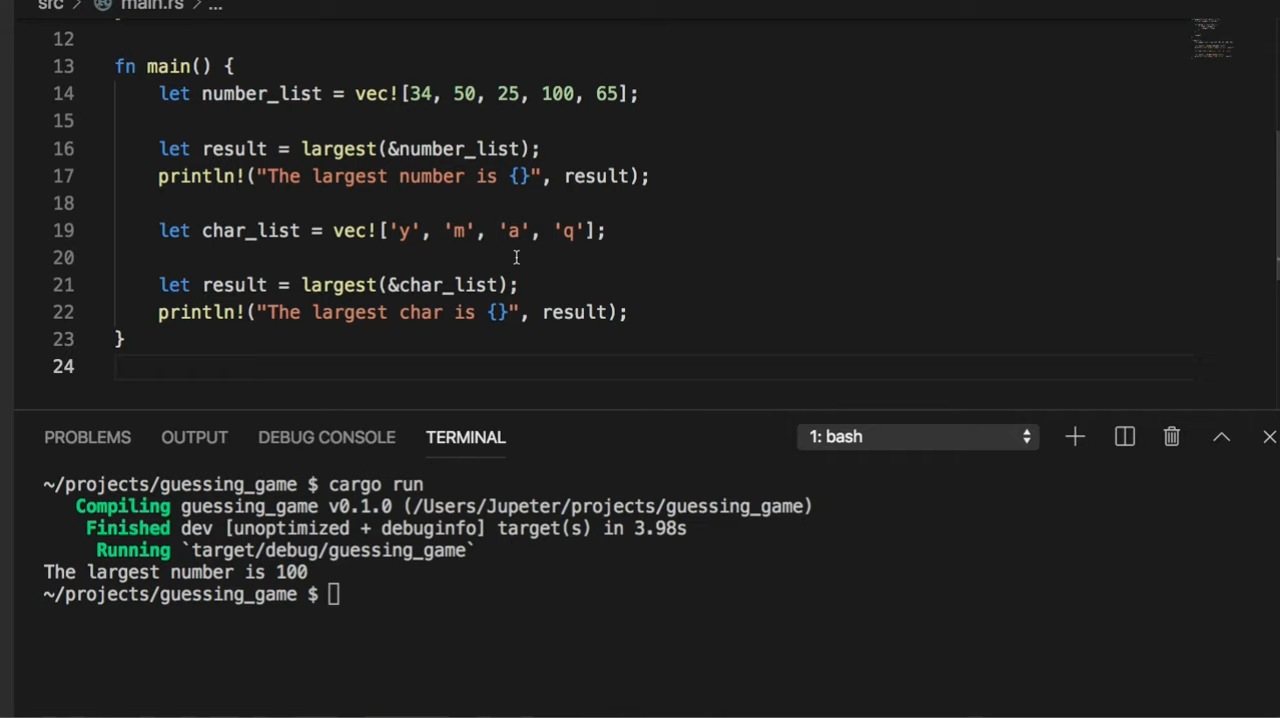 src > main.rs > ...
12
13 fn main() {
14 let number_list = vec![34, 50, 25, 100, 65];
15
16 let result = largest(&number_list);
17 println!("The largest number is {}", result);
18
19 let char_list = vec!['y', 'm', 'a', 'q'];
20
21 let result = largest(&char_list);
22 println!("The largest char is {}", result);
23 }
24
PROBLEMS OUTPUT DEBUG CONSOLE TERMINAL 1: bash
~/projects/guessing_game $ cargo run
Compiling guessing_game v0.1.0 (/Users/Jupeter/projects/guessing_game)
Finished dev [unoptimized + debuginfo] target(s) in 3.98s
Running `target/debug/guessing_game`
The largest number is 100
~/projects/guessing_game $